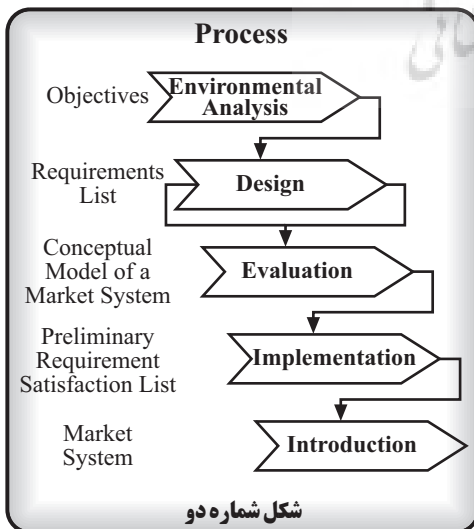 Process
Objectives
Environmental
Analysis
Requirements
List
Design
Conceptual
Model of a
Market System
Evaluation
Preliminary
Requirement
Satisfaction List
Implementation
Market
System
Introduction
شکل شماره دو